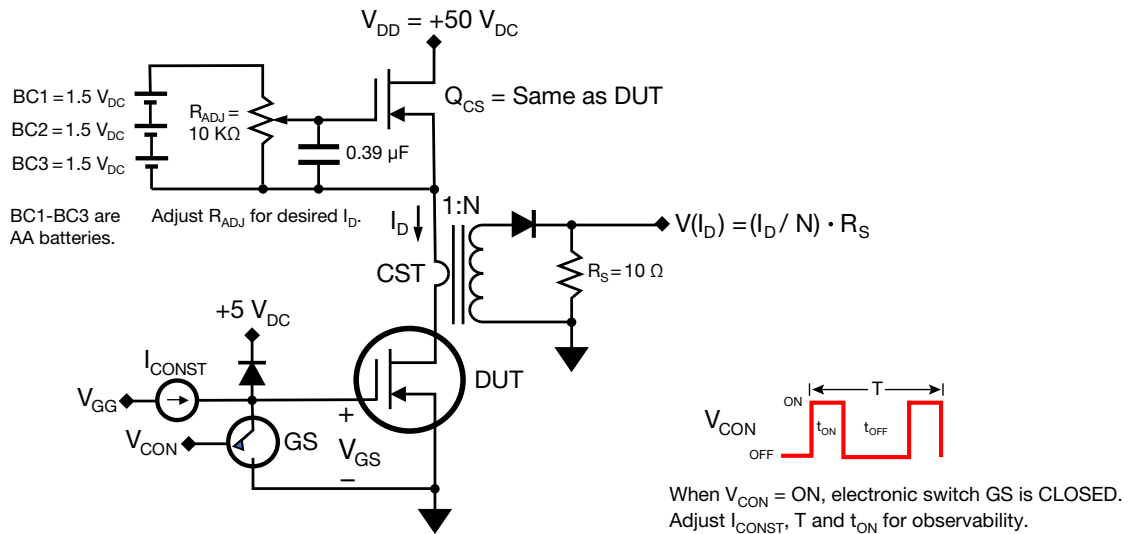 V_DD = +50 V_DC
BC1 = 1.5 V_DC
BC2 = 1.5 V_DC
BC3 = 1.5 V_DC
R_ADJ =
10 KΩ
Q_CS = Same as DUT
0.39 µF
BC1-BC3 are
AA batteries.
Adjust R_ADJ for desired I_D.
I_D
1:N
CST
V(I_D) = (I_D / N) · R_S
R_S = 10 Ω
+5 V_DC
I_CONST
V_GG
DUT
V_CON
GS
+
V_GS
–
V_CON
ON
OFF
T
t_ON
t_OFF
When V_CON = ON, electronic switch GS is CLOSED.
Adjust I_CONST, T and t_ON for observability.